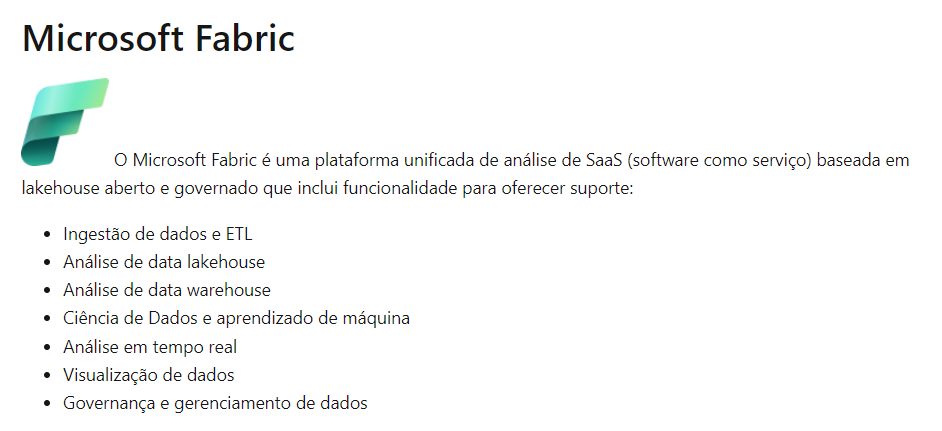 Microsoft Fabric
O Microsoft Fabric é uma plataforma unificada de análise de SaaS (software como serviço) baseada em
lakehouse aberto e governado que inclui funcionalidade para oferecer suporte:
• Ingestão de dados e ETL
• Análise de data lakehouse
• Análise de data warehouse
• Ciência de Dados e aprendizado de máquina
• Análise em tempo real
• Visualização de dados
• Governança e gerenciamento de dados